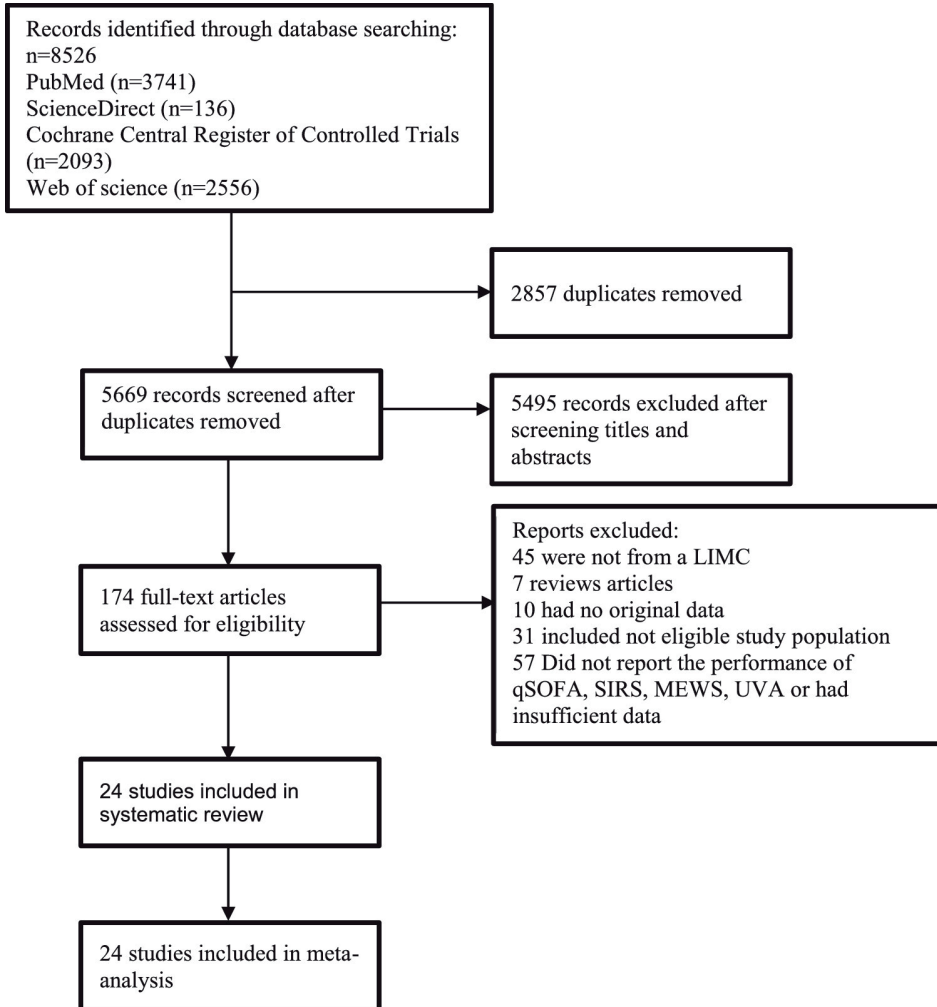 Records identified through database searching:
n=8526
PubMed (n=3741)
ScienceDirect (n=136)
Cochrane Central Register of Controlled Trials
(n=2093)
Web of science (n=2556)
2857 duplicates removed
5669 records screened after
duplicates removed
5495 records excluded after
screening titles and
abstracts
174 full-text articles
assessed for eligibility
Reports excluded:
45 were not from a LIMC
7 reviews articles
10 had no original data
31 included not eligible study population
57 Did not report the performance of
qSOFA, SIRS, MEWS, UVA or had
insufficient data
24 studies included in
systematic review
24 studies included in meta-
analysis